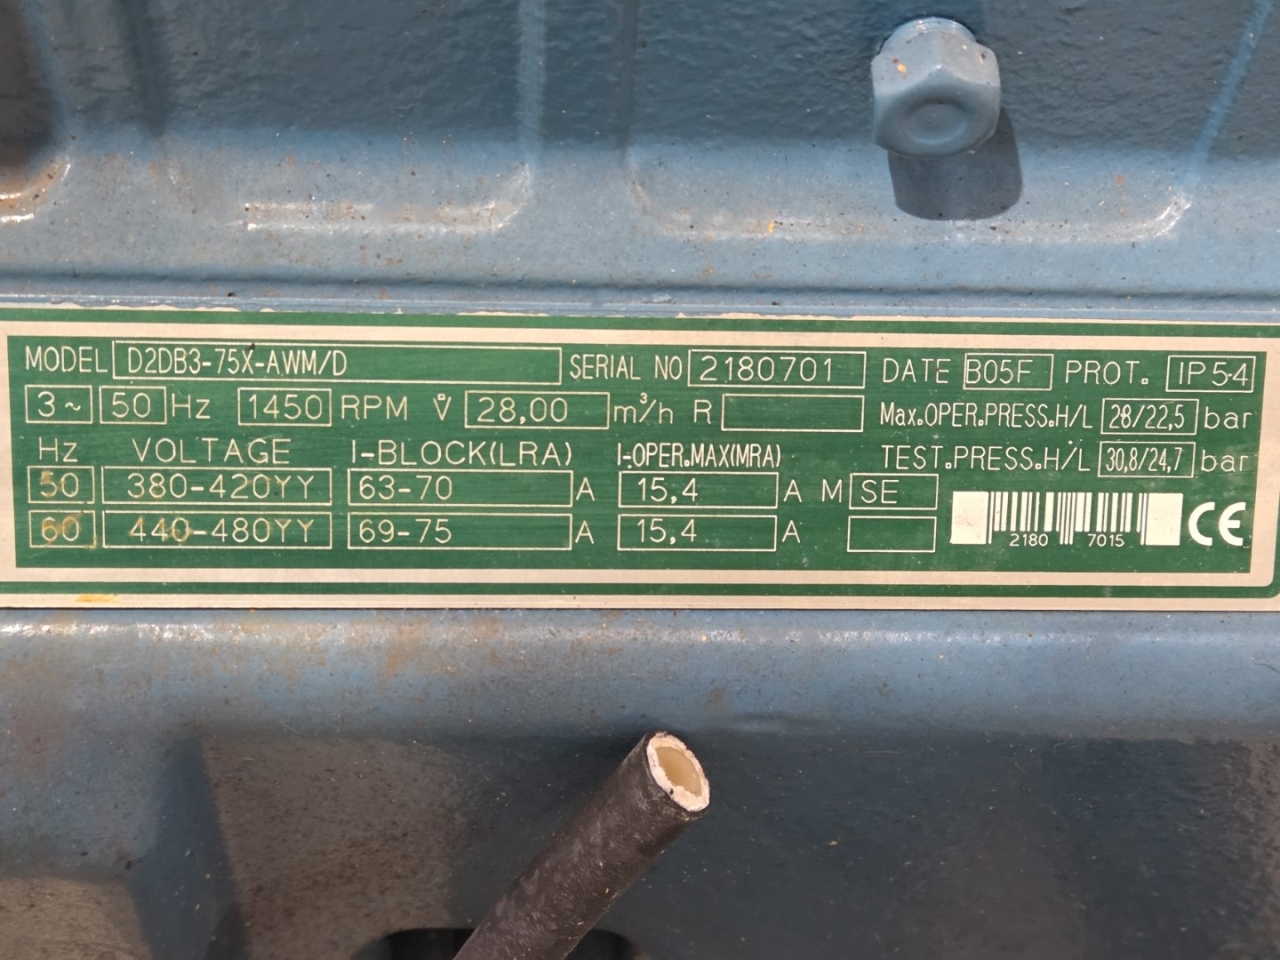 MODEL D2DB3-75X-AWM/D SERIAL NO 2180701 DATE B05F PROT. IP 54
3~ 50 Hz 1450 RPM V̊ 28,00 m³/h R Max.OPER.PRESS.H/L 28/22,5 bar
Hz VOLTAGE I-BLOCK(LRA) I-OPER.MAX(MRA) TEST.PRESS.H/L 30,8/24,7 bar
50 380-420YY 63-70 A 15,4 A M SE
60 440-480YY 69-75 A 15,4 A
2180 7015 CE